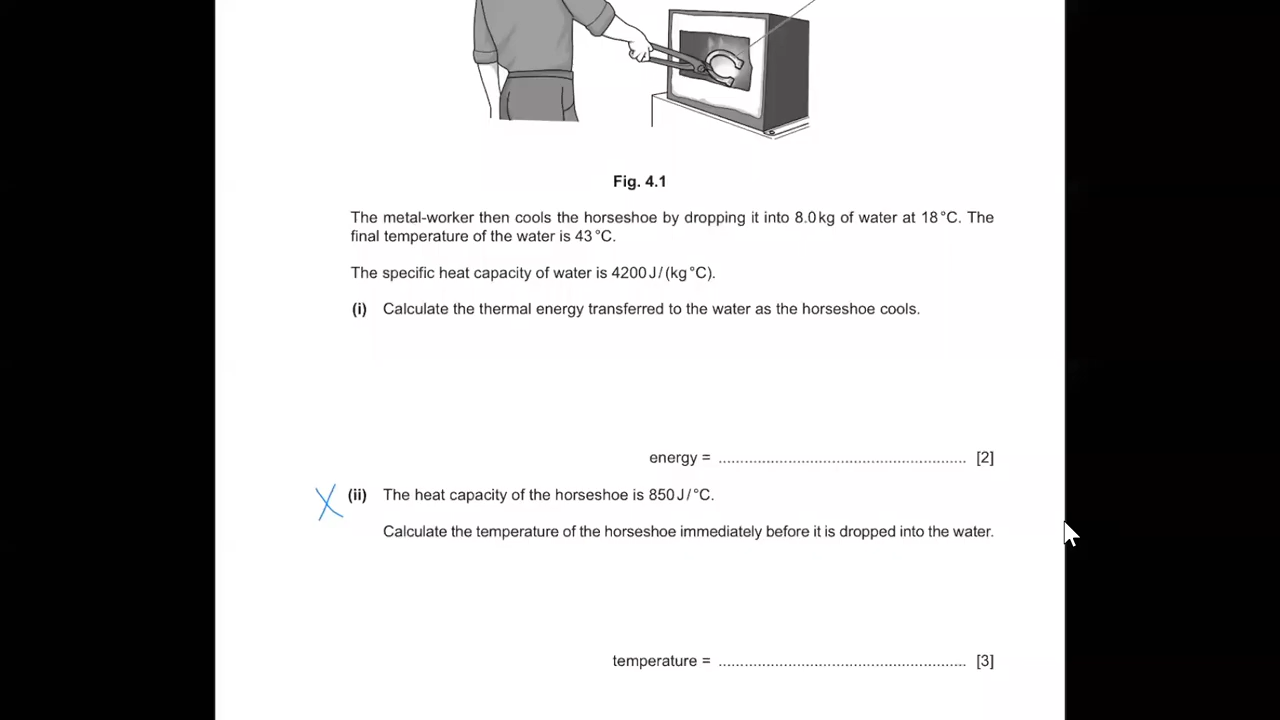 Fig. 4.1
The metal-worker then cools the horseshoe by dropping it into 8.0 kg of water at 18 °C. The
final temperature of the water is 43 °C.
The specific heat capacity of water is 4200 J / (kg °C).
(i) Calculate the thermal energy transferred to the water as the horseshoe cools.
energy = ........................................................... [2]
X (ii) The heat capacity of the horseshoe is 850 J / °C.
Calculate the temperature of the horseshoe immediately before it is dropped into the water.
temperature = ........................................................... [3]